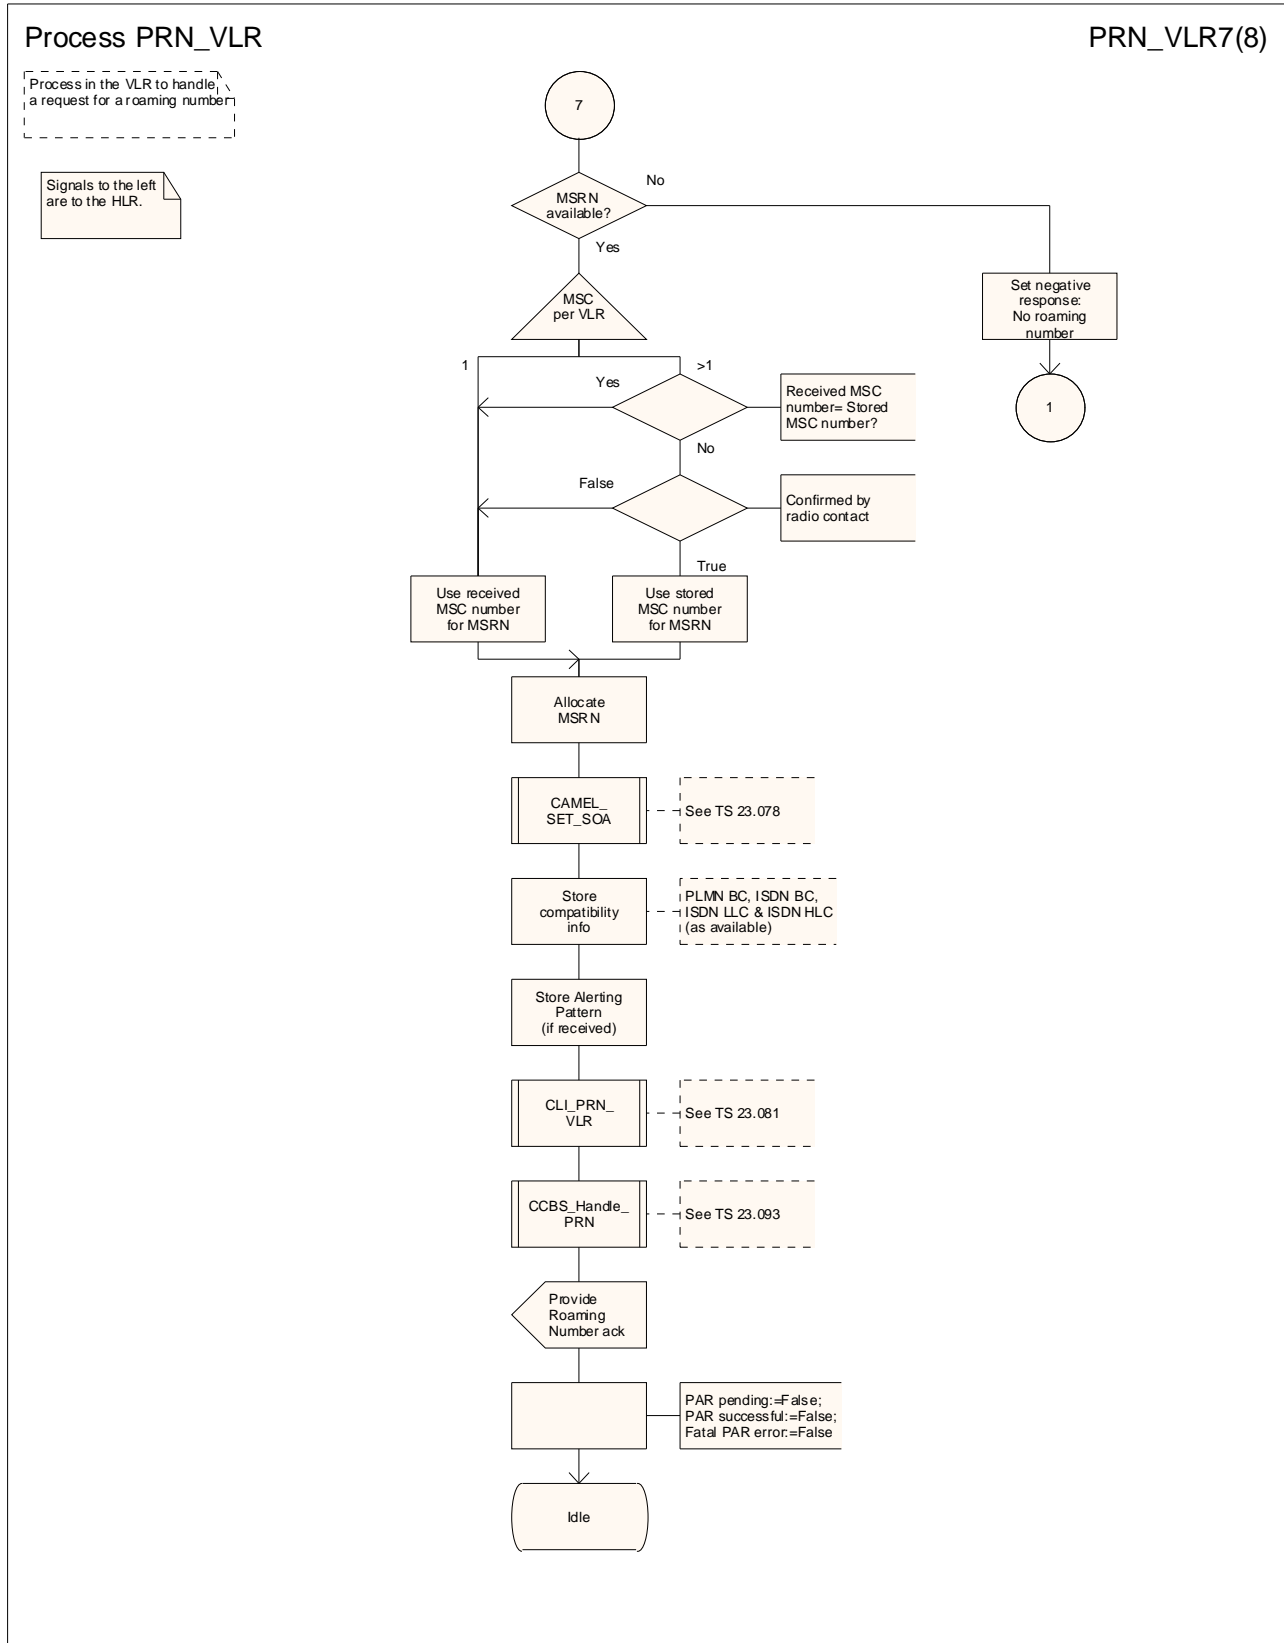 Process PRN_VLR
PRN_VLR7(8)
Process in the VLR to handle
a request for a roaming number
7
Signals to the left
are to the HLR.
No
MSRN
available?
Yes
MSC
per VLR
Set negative
response:
No roaming
number
1
>1
Yes
Received MSC
number= Stored
MSC number?
1
No
False
Confirmed by
radio contact
True
Use received
MSC number
for MSRN
Use stored
MSC number
for MSRN
Allocate
MSRN
CAMEL_
SET_SOA
See TS 23.078
Store
compatibility
info
PLMN BC, ISDN BC,
ISDN LLC & ISDN HLC
(as available)
Store Alerting
Pattern
(if received)
CLI_PRN_
VLR
See TS 23.081
CCBS_Handle_
PRN
See TS 23.093
Provide
Roaming
Number ack
PAR pending:=False;
PAR successful:=False;
Fatal PAR error:=False
Idle